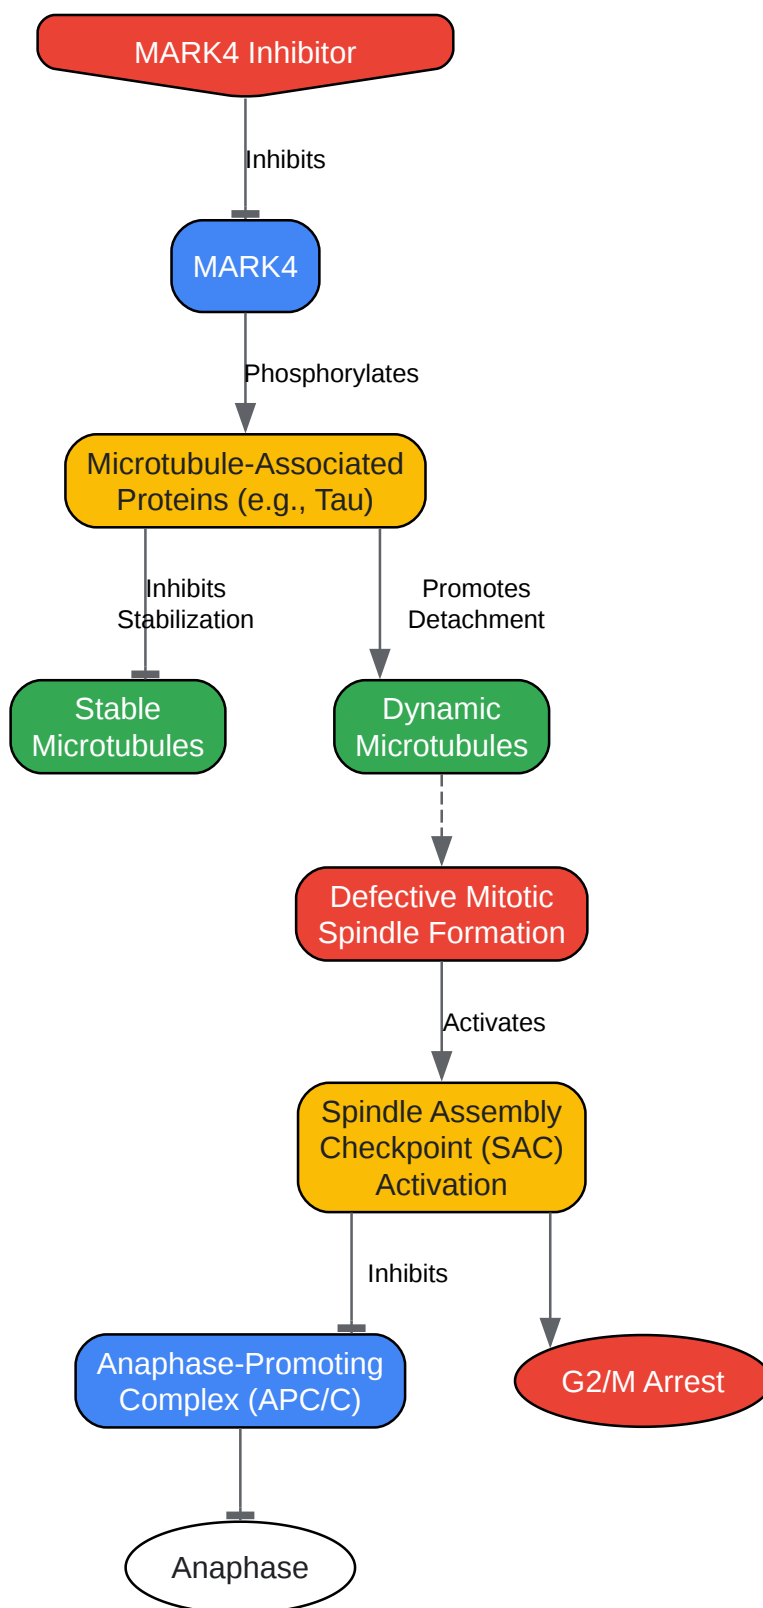 MARK4 Inhibitor
Inhibits
MARK4
Phosphorylates
Microtubule-Associated
Proteins (e.g., Tau)
Inhibits
Stabilization
Promotes
Detachment
Stable
Microtubules
Dynamic
Microtubules
Defective Mitotic
Spindle Formation
Activates
Spindle Assembly
Checkpoint (SAC)
Activation
Inhibits
Anaphase-Promoting
Complex (APC/C)
G2/M Arrest
Anaphase